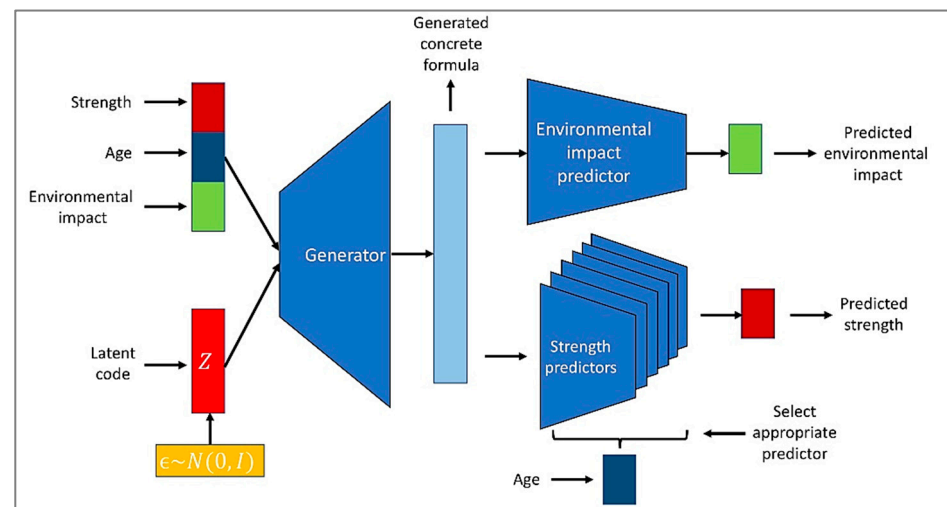 Generated
concrete
formula
Strength
Age
Environmental
impact
Generator
Environmental
impact
predictor
Predicted
environmental
impact
Latent
code
Z
ϵ~N(0, I)
Strength
predictors
Predicted
strength
Select
appropriate
predictor
Age